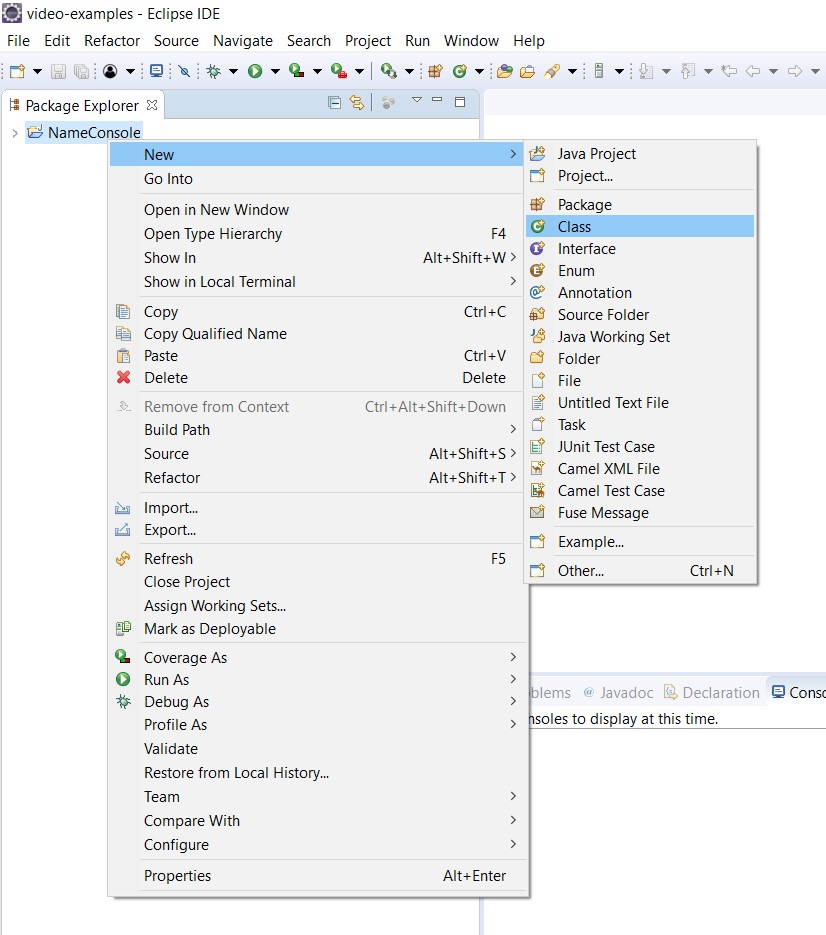 video-examples - Eclipse IDE
File Edit Refactor Source Navigate Search Project Run Window Help
Package Explorer
NameConsole
New
Go Into
Open in New Window
Open Type Hierarchy F4
Show In Alt+Shift+W
Show in Local Terminal
Copy Ctrl+C
Copy Qualified Name
Paste Ctrl+V
Delete Delete
Remove from Context Ctrl+Alt+Shift+Down
Build Path
Source Alt+Shift+S
Refactor Alt+Shift+T
Import...
Export...
Refresh F5
Close Project
Assign Working Sets...
Mark as Deployable
Coverage As
Run As
Debug As
Profile As
Validate
Restore from Local History...
Team
Compare With
Configure
Properties Alt+Enter
Java Project
Project...
Package
Class
Interface
Enum
Annotation
Source Folder
Java Working Set
Folder
File
Untitled Text File
Task
JUnit Test Case
Camel XML File
Camel Test Case
Fuse Message
Example...
Other... Ctrl+N
blems @ Javadoc Declaration Conso
nsoles to display at this time.